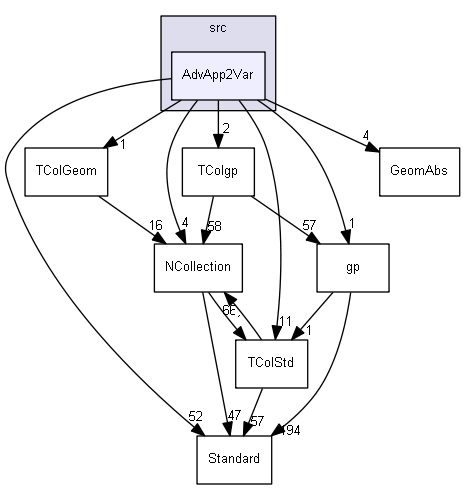 src
AdvApp2Var
1
2
4
TColGeom
TColgp
GeomAbs
16
4
58
57
1
NCollection
gp
11
1
TColStd
52
47
57
Standard